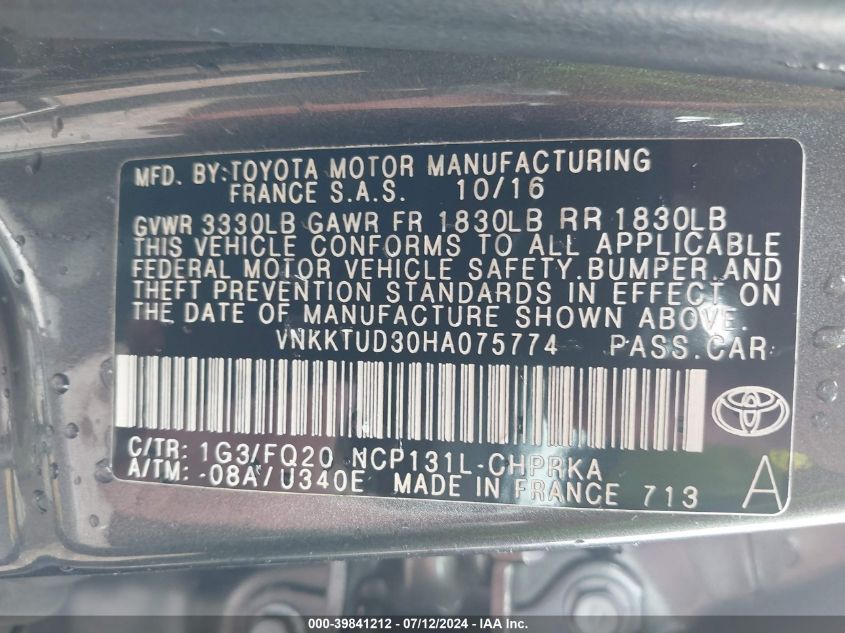 MFD. BY:TOYOTA MOTOR MANUFACTURING
FRANCE S.A.S. 10/16
GVWR 3330LB GAWR FR 1830LB RR 1830LB
THIS VEHICLE CONFORMS TO ALL APPLICABLE
FEDERAL MOTOR VEHICLE SAFETY.BUMPER,AND
THEFT PREVENTION STANDARDS IN EFFECT ON
THE DATE OF MANUFACTURE SHOWN ABOVE.
VNKKTUD30HA075774 PASS.CAR
C/TR: 1G3/FQ20 NCP131L-CHPRKA
A/TM: -08A/U340E MADE IN FRANCE 713 A
000-39841212 - 07/12/2024 - IAA Inc.